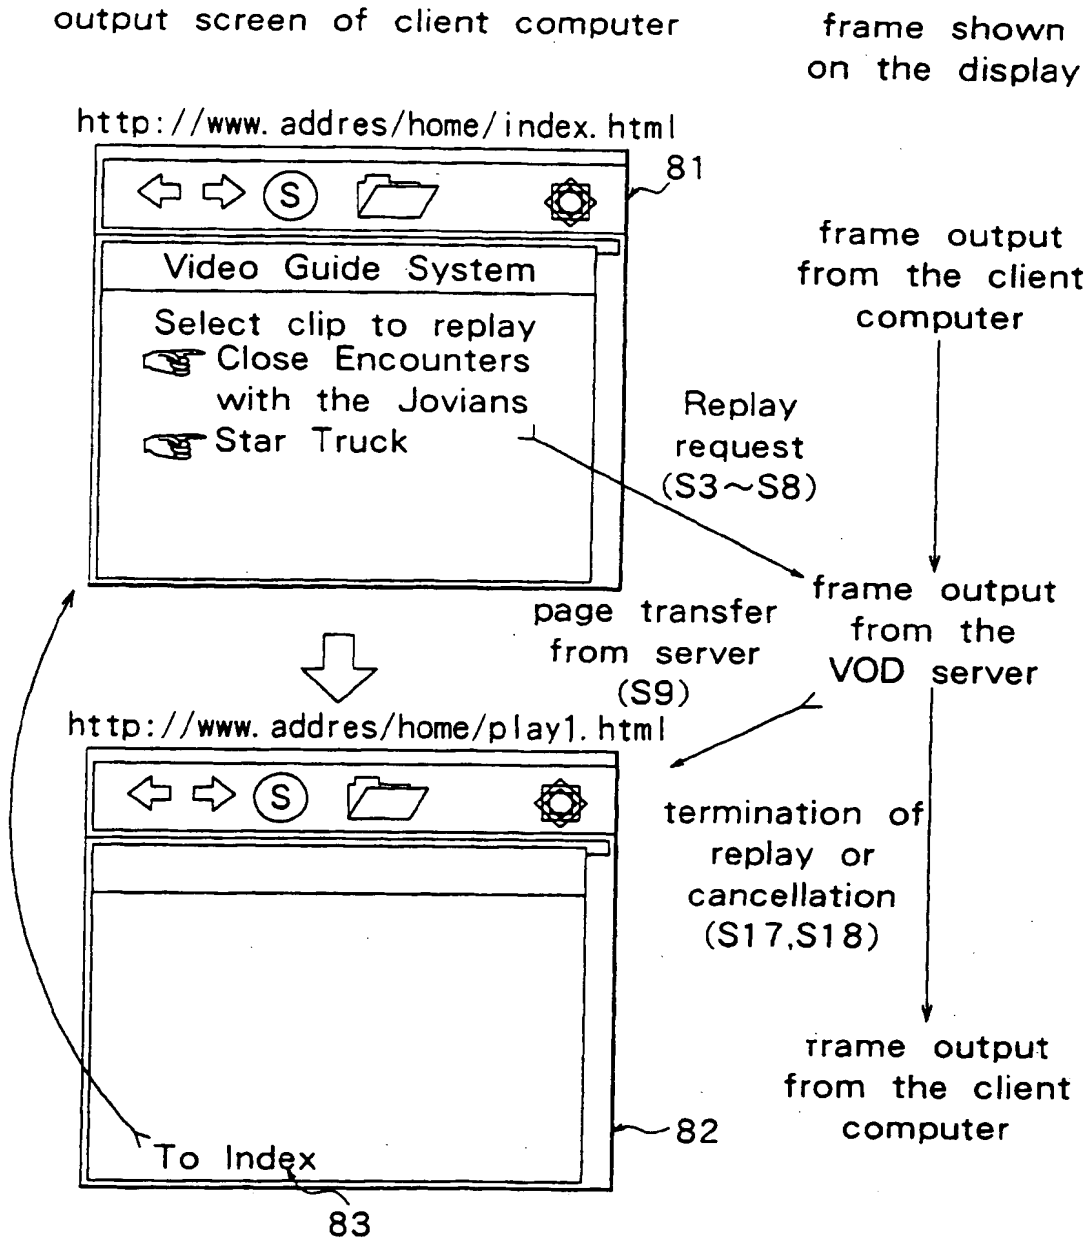 output screen of client computer
frame shown
on the display
http://www.addres/home/index.html
81
S
Video Guide System
Select clip to replay
Close Encounters
with the Jovians
Star Truck
frame output
from the client
computer
Replay
request
(S3~S8)
frame output
from the
VOD server
page transfer
from server
(S9)
http://www.addres/home/play1.html
S
termination of
replay or
cancellation
(S17,S18)
To Index
82
83
rrame output
from the client
computer